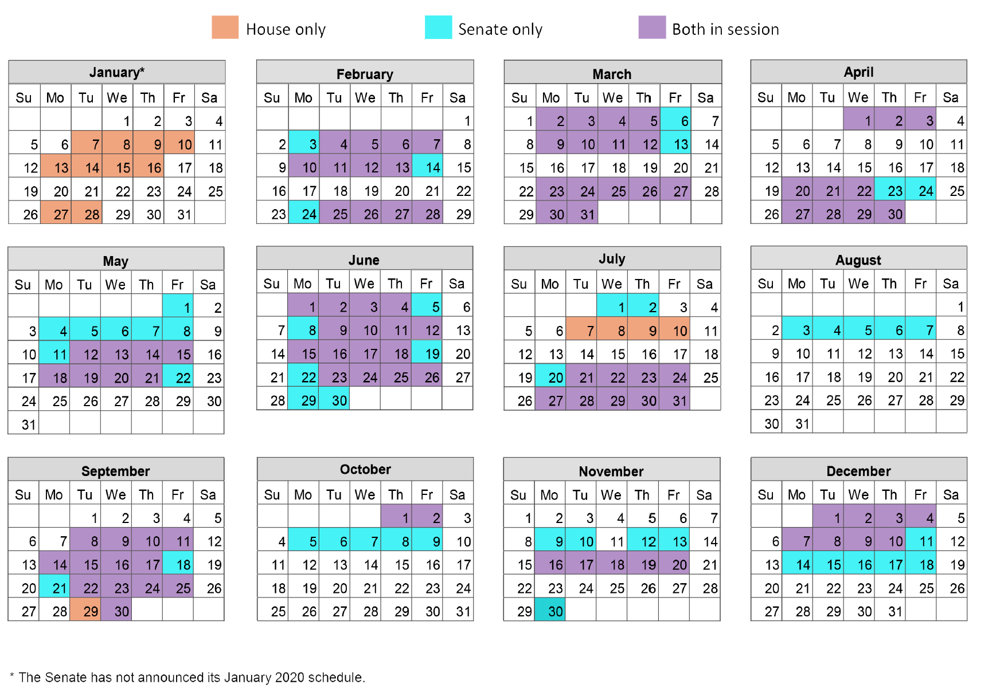 House only Senate only Both in session
January*
Su Mo Tu We Th Fr Sa
1 2 3 4
5 6 7 8 9 10 11
12 13 14 15 16 17 18
19 20 21 22 23 24 25
26 27 28 29 30 31
February
Su Mo Tu We Th Fr Sa
1
2 3 4 5 6 7 8
9 10 11 12 13 14 15
16 17 18 19 20 21 22
23 24 25 26 27 28 29
March
Su Mo Tu We Th Fr Sa
1 2 3 4 5 6 7
8 9 10 11 12 13 14
15 16 17 18 19 20 21
22 23 24 25 26 27 28
29 30 31
April
Su Mo Tu We Th Fr Sa
1 2 3 4
5 6 7 8 9 10 11
12 13 14 15 16 17 18
19 20 21 22 23 24 25
26 27 28 29 30
May
Su Mo Tu We Th Fr Sa
1 2
3 4 5 6 7 8 9
10 11 12 13 14 15 16
17 18 19 20 21 22 23
24 25 26 27 28 29 30
31
June
Su Mo Tu We Th Fr Sa
1 2 3 4 5 6
7 8 9 10 11 12 13
14 15 16 17 18 19 20
21 22 23 24 25 26 27
28 29 30
July
Su Mo Tu We Th Fr Sa
1 2 3 4
5 6 7 8 9 10 11
12 13 14 15 16 17 18
19 20 21 22 23 24 25
26 27 28 29 30 31
August
Su Mo Tu We Th Fr Sa
1
2 3 4 5 6 7 8
9 10 11 12 13 14 15
16 17 18 19 20 21 22
23 24 25 26 27 28 29
30 31
September
Su Mo Tu We Th Fr Sa
1 2 3 4 5
6 7 8 9 10 11 12
13 14 15 16 17 18 19
20 21 22 23 24 25 26
27 28 29 30
October
Su Mo Tu We Th Fr Sa
1 2 3
4 5 6 7 8 9 10
11 12 13 14 15 16 17
18 19 20 21 22 23 24
25 26 27 28 29 30 31
November
Su Mo Tu We Th Fr Sa
1 2 3 4 5 6 7
8 9 10 11 12 13 14
15 16 17 18 19 20 21
22 23 24 25 26 27 28
29 30
December
Su Mo Tu We Th Fr Sa
1 2 3 4 5
6 7 8 9 10 11 12
13 14 15 16 17 18 19
20 21 22 23 24 25 26
27 28 29 30 31
* The Senate has not announced its January 2020 schedule.